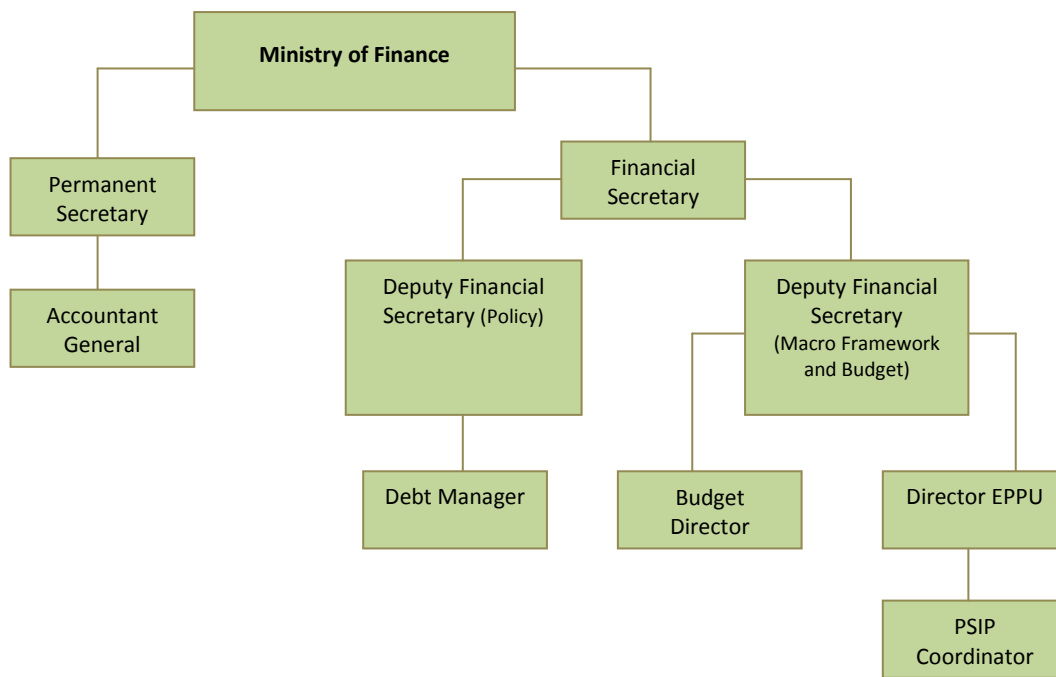 Ministry of Finance
Permanent
Secretary
Financial
Secretary
Accountant
General
Deputy Financial
Secretary (Policy)
Deputy Financial
Secretary
(Macro Framework
and Budget)
Debt Manager
Budget
Director
Director EPPU
PSIP
Coordinator